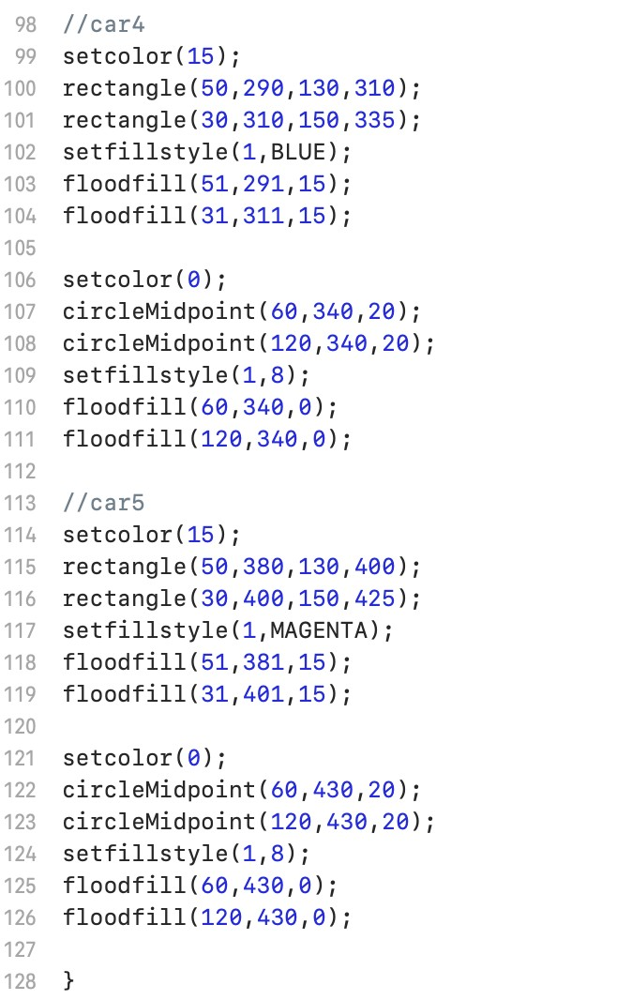 98 //car4
99 setcolor(15);
100 rectangle(50,290,130,310);
101 rectangle(30,310,150,335);
102 setfillstyle(1,BLUE);
103 floodfill(51,291,15);
104 floodfill(31,311,15);
105
106 setcolor(0);
107 circleMidpoint(60,340,20);
108 circleMidpoint(120,340,20);
109 setfillstyle(1,8);
110 floodfill(60,340,0);
111 floodfill(120,340,0);
112
113 //car5
114 setcolor(15);
115 rectangle(50,380,130,400);
116 rectangle(30,400,150,425);
117 setfillstyle(1,MAGENTA);
118 floodfill(51,381,15);
119 floodfill(31,401,15);
120
121 setcolor(0);
122 circleMidpoint(60,430,20);
123 circleMidpoint(120,430,20);
124 setfillstyle(1,8);
125 floodfill(60,430,0);
126 floodfill(120,430,0);
127
128 }